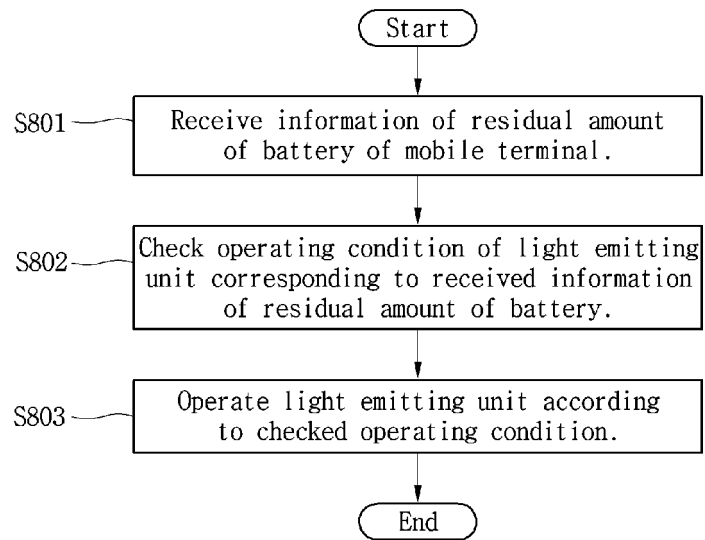 Start
S801
Receive information of residual amount
of battery of mobile terminal.
S802
Check operating condition of light emitting
unit corresponding to received information
of residual amount of battery.
S803
Operate light emitting unit according
to checked operating condition.
End